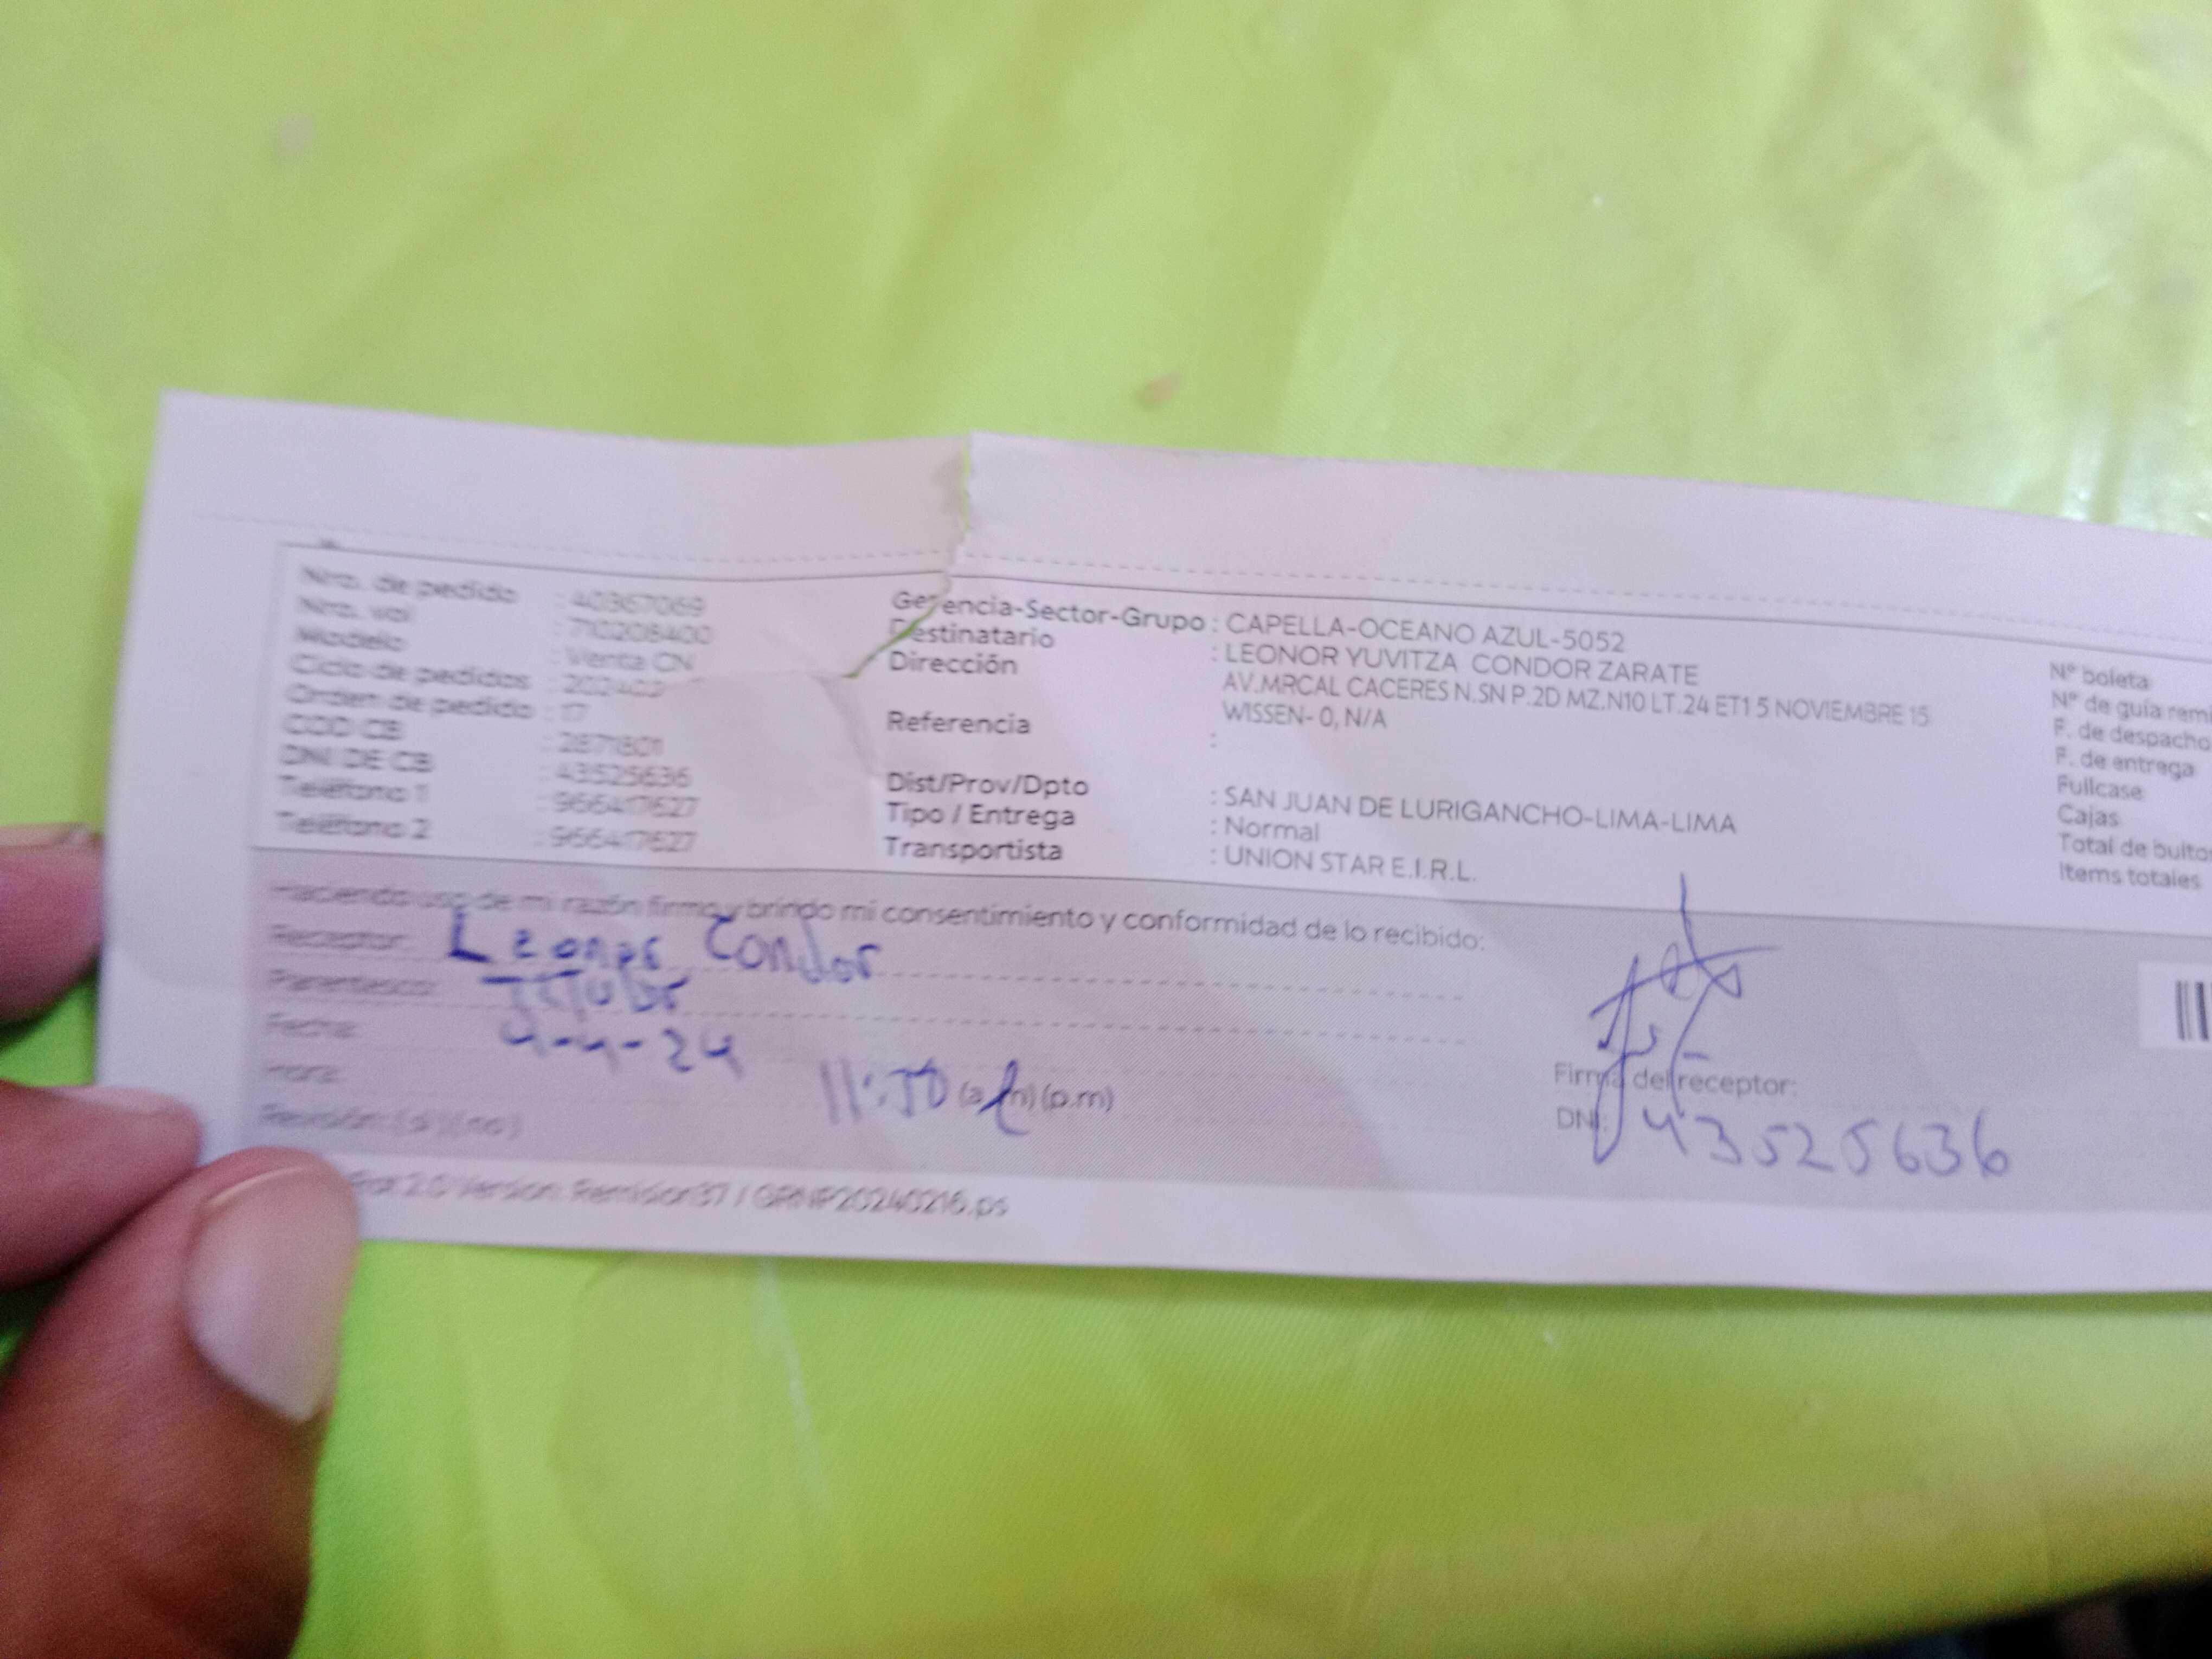 Nro. de pedido : 40367069
Nro. vol : 710208400
Modelo : Venta CN
Ciclo de pedidos : 202402
Orden de pedido : 17
COD CB : 2871801
DNI DE CB : 43525636
Teléfono 1 : 966417627
Teléfono 2 : 966417627
Gerencia-Sector-Grupo : CAPELLA-OCEANO AZUL-5052
Destinatario : LEONOR YUVITZA CONDOR ZARATE
Dirección AV.MRCAL CACERES N.SN P.2D MZ.N10 LT.24 ET1 5 NOVIEMBRE 15
WISSEN- 0, N/A
Referencia :
Dist/Prov/Dpto : SAN JUAN DE LURIGANCHO-LIMA-LIMA
Tipo / Entrega : Normal
Transportista : UNION STAR E.I.R.L.
N° boleta
N° de guía remi
F. de despacho
F. de entrega
Fullcase
Cajas
Total de bulto
Items totales
Haciendo uso de mi razón firmo y brindo mi consentimiento y conformidad de lo recibido:
Receptor: Leonor Condor
Parentesco: Titular
Fecha: 4-4-24
Hora: 11:50 (a.m) (p.m)
Revisión: (si) (no)
Firma del receptor:
DNI: 43525636
2.0 Version: Remision37 / GRNP20240216.ps